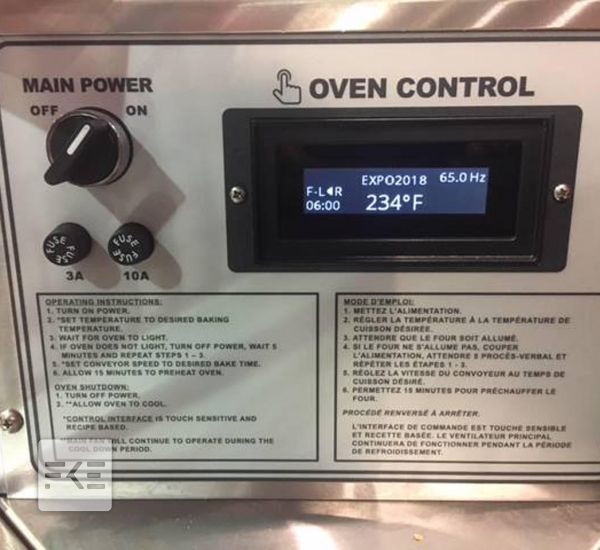 MAIN POWER
OFF ON
FUSE FUSE
FUSE FUSE
3A 10A
OVEN CONTROL
EXPO2018 65.0 Hz
F-L◀R
06:00 234°F
OPERATING INSTRUCTIONS:
1. TURN ON POWER.
2. *SET TEMPERATURE TO DESIRED BAKING
TEMPERATURE.
3. WAIT FOR OVEN TO LIGHT.
4. IF OVEN DOES NOT LIGHT, TURN OFF POWER, WAIT 5
MINUTES AND REPEAT STEPS 1 – 3.
5. *SET CONVEYOR SPEED TO DESIRED BAKE TIME.
6. ALLOW 15 MINUTES TO PREHEAT OVEN.
OVEN SHUTDOWN:
1. TURN OFF POWER.
2. **ALLOW OVEN TO COOL.
*CONTROL INTERFACE IS TOUCH SENSITIVE AND
RECIPE BASED.
**MAIN FAN WILL CONTINUE TO OPERATE DURING THE
COOL DOWN PERIOD.
MODE D'EMPLOI:
1. METTEZ L'ALIMENTATION.
2. RÉGLER LA TEMPÉRATURE À LA TEMPÉRATURE DE
CUISSON DÉSIRÉE.
3. ATTENDRE QUE LE FOUR SOIT ALLUMÉ.
4. SI LE FOUR NE S'ALLUME PAS, COUPER
L'ALIMENTATION, ATTENDRE 5 PROCÈS-VERBAL ET
RÉPÉTER LES ÉTAPES 1 – 3.
5. RÉGLEZ LA VITESSE DU CONVOYEUR AU TEMPS DE
CUISSON DÉSIRÉ.
6. PERMETTEZ 15 MINUTES POUR PRÉCHAUFFER LE
FOUR.
PROCÉDÉ RENVERSÉ À ARRÊTER.
L'INTERFACE DE COMMANDE EST TOUCHÉ SENSIBLE
ET RECETTE BASÉE. LE VENTILATEUR PRINCIPAL
CONTINUERA DE FONCTIONNER PENDANT LA PÉRIODE
DE REFROIDISSEMENT.